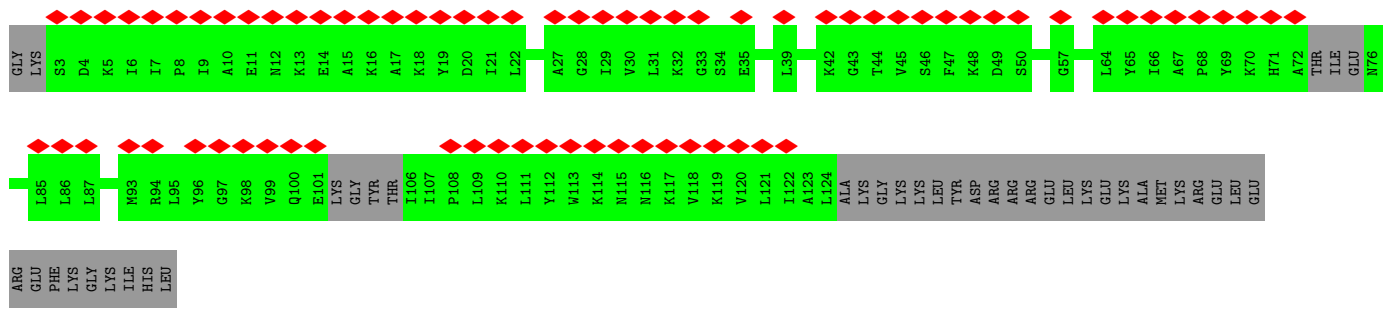 GLY LYS S3 D4 K5 I6 I7 P8 I9 A10 E11 N12 K13 E14 A15 K16 A17 K18 Y19 D20 I21 L22 A27 G28 I29 V30 L31 K32 G33 S34 E35 L39 K42 G43 T44 V45 S46 F47 K48 D49 S50 G57 L64 Y65 I66 A67 P68 Y69 K70 H71 A72 THR ILE GLU N76
L85 L86 L87 M93 R94 L95 Y96 G97 K98 V99 Q100 E101 LYS GLY TYR THR I106 I107 P108 L109 K110 L111 Y112 W113 K114 N115 N116 K117 V118 K119 V120 L121 I122 A123 L124 ALA LYS GLY LYS LYS LEU TYR ASP ARG ARG ARG GLU LEU LYS GLU LYS ALA MET LYS ARG GLU LEU GLU
ARG GLU PHE LYS GLY LYS ILE HIS LEU